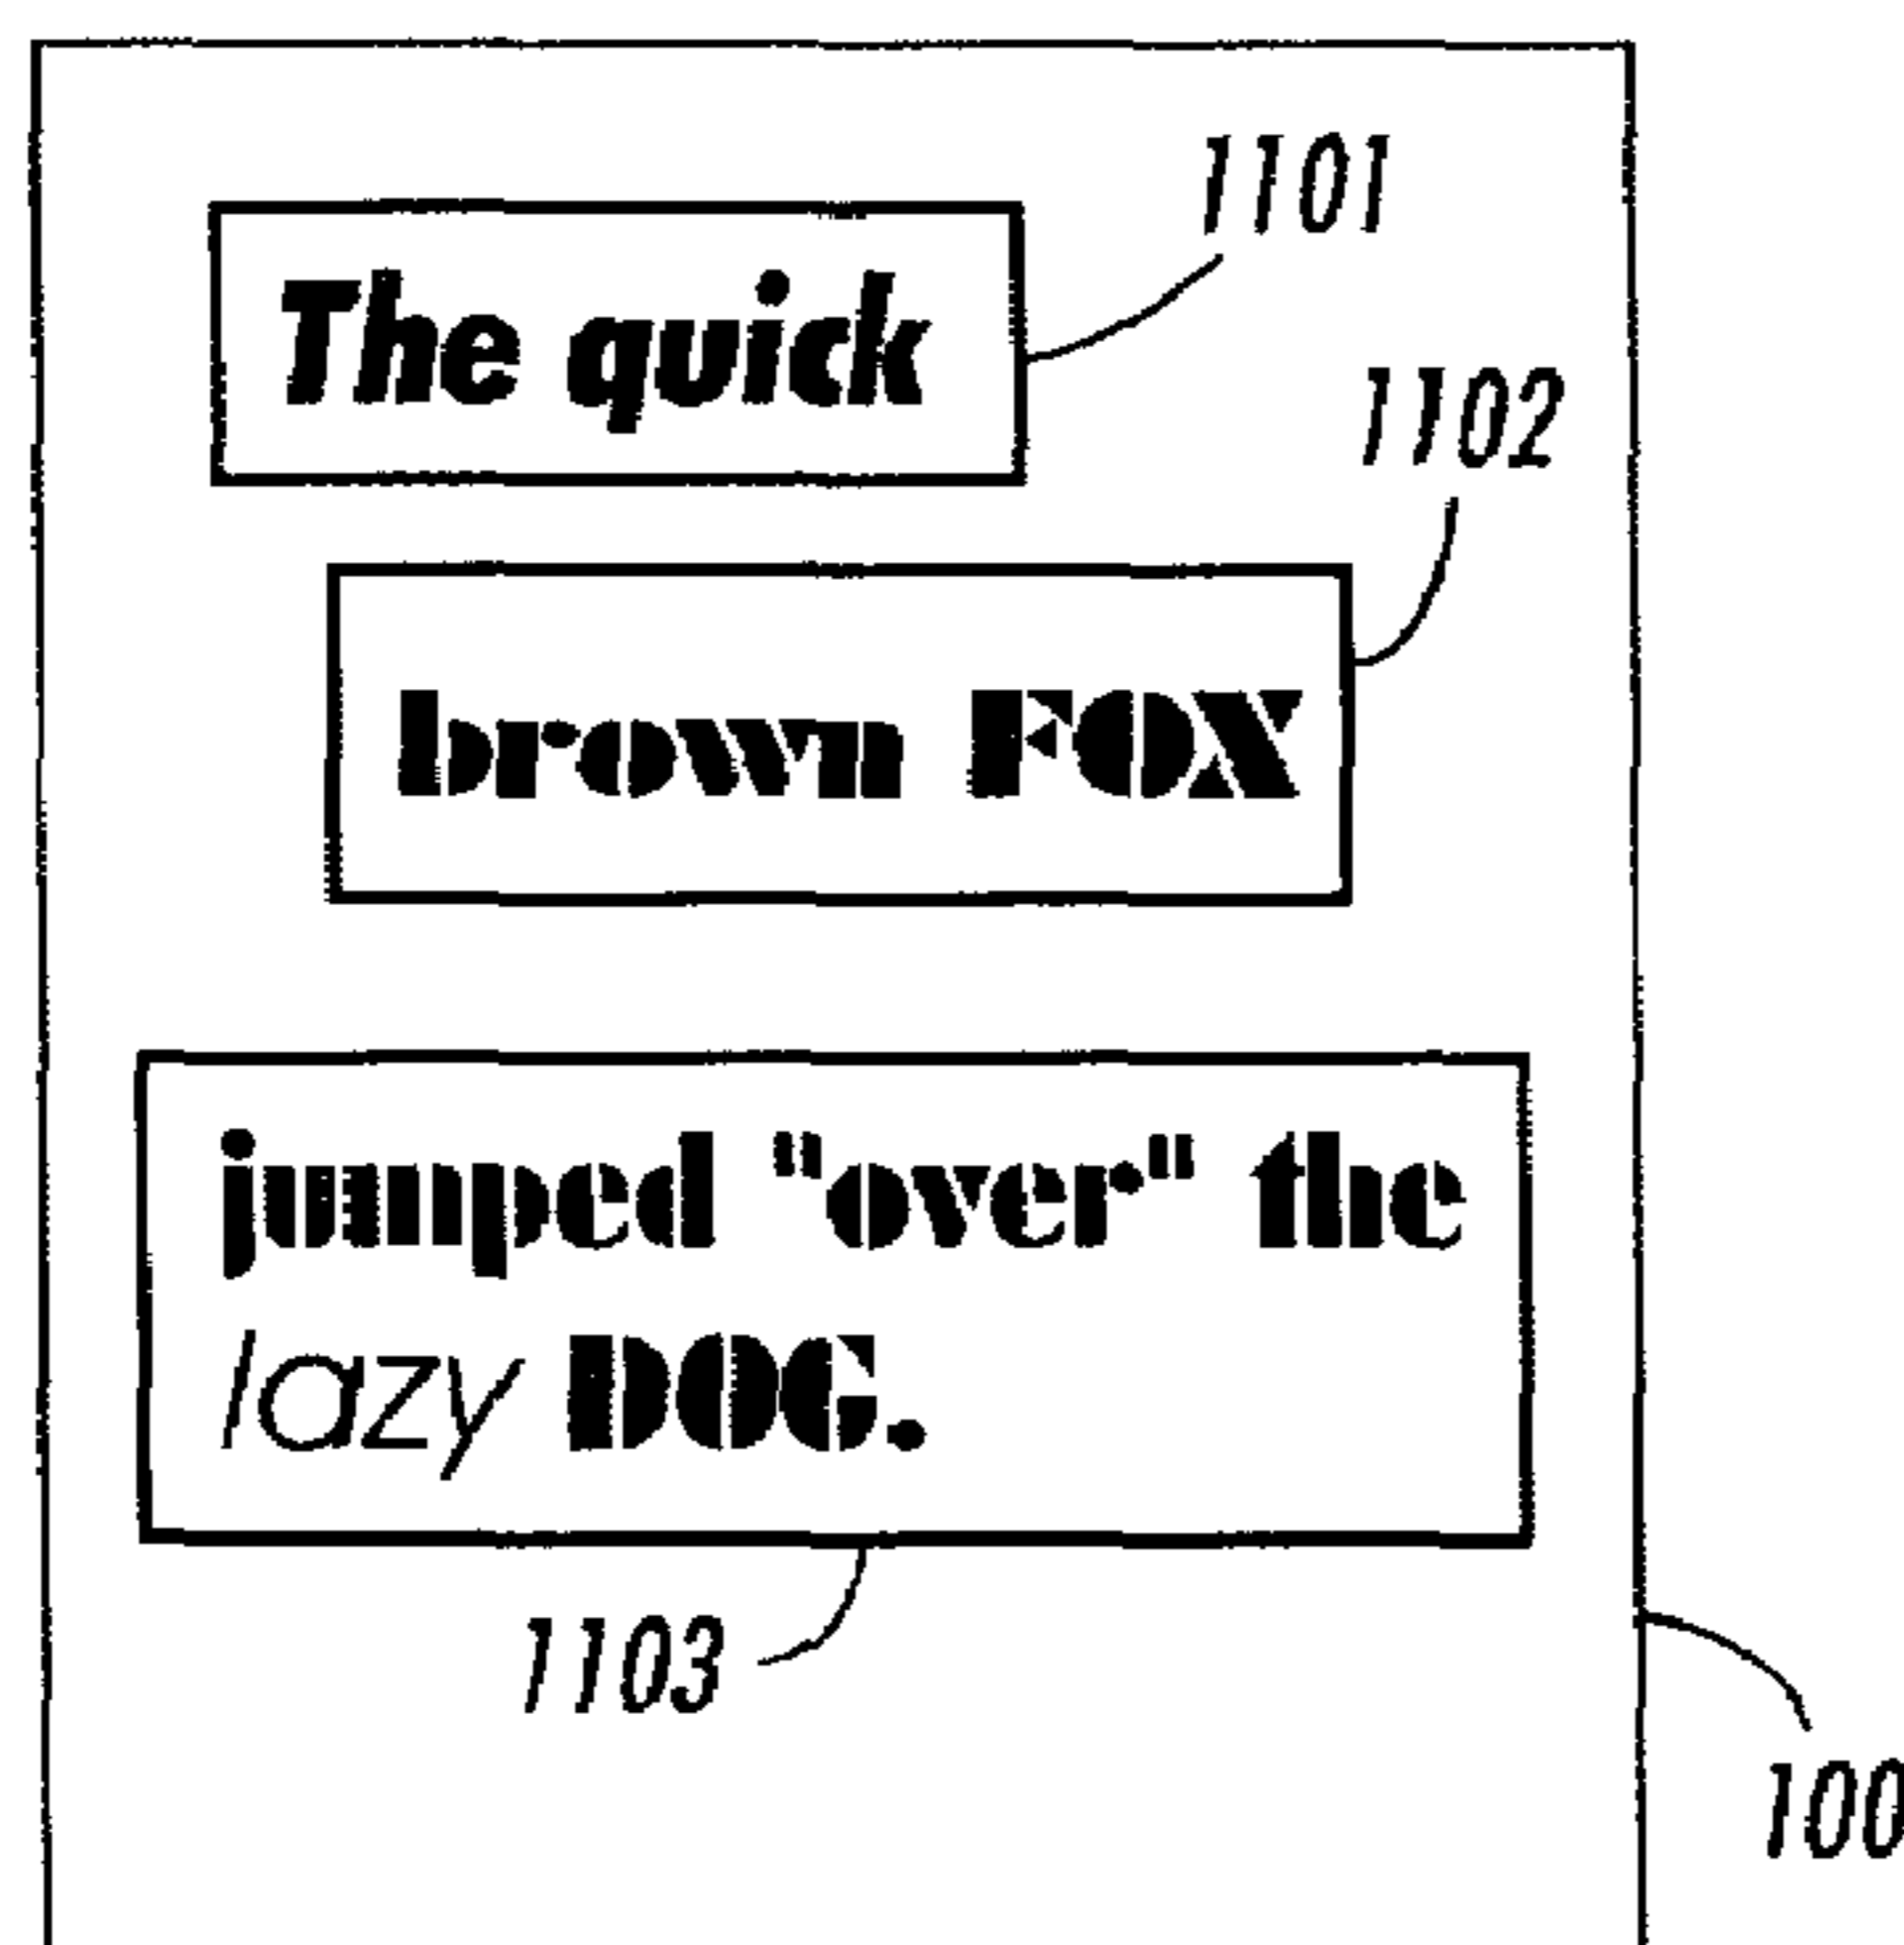 1101
The quick
1102
brown FOX
jumped "over" the
lazy DOG.
1103
100